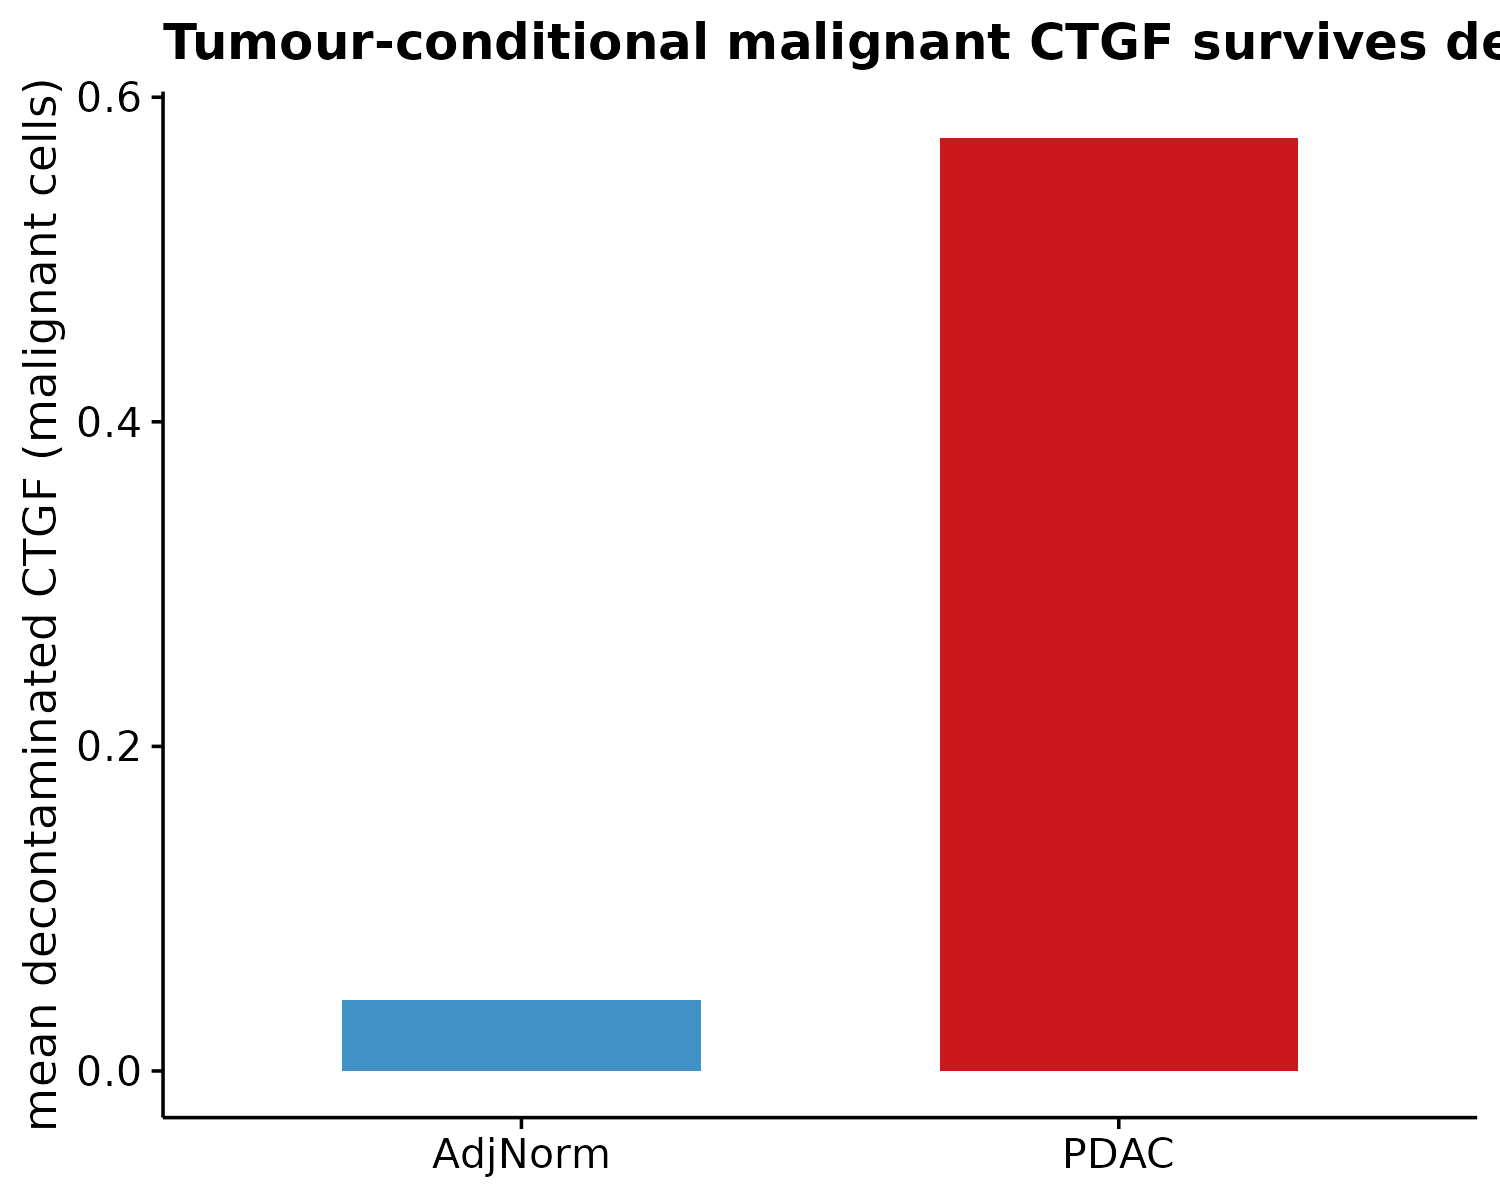 Tumour-conditional malignant CTGF survives de
mean decontaminated CTGF (malignant cells)
0.6
0.4
0.2
0.0
AdjNorm
PDAC